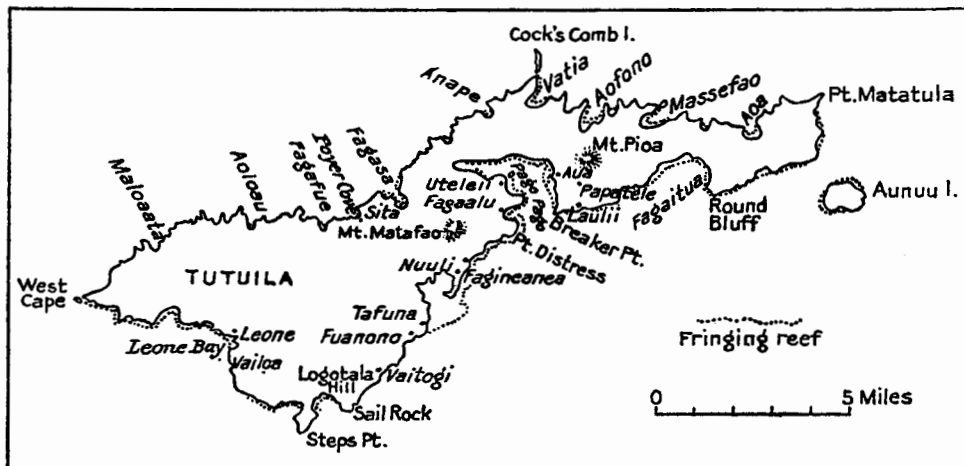 Cock's Comb I.
Vatia
Aofono
Massefao
Aoa
Pt. Matatula
Anape
Mt. Pioa
Fagasa
Poyer Cove
Fagafue
Aoloau
Maloaata
Sita
Mt. Matafao
Uteleii
Fagaalu
Pago Pago
Aua
Papatele
Laulii
Fagaitua
Round
Bluff
Aunuu I.
Breaker Pt.
Pt. Distress
TUTUILA
Nuuli
Fagineanea
West
Cape
Tafuna
Fuanono
Leone
Leone Bay
Vailoa
Logotala
Hill
Vaitogi
Sail Rock
Steps Pt.
Fringing reef
0 5 Miles